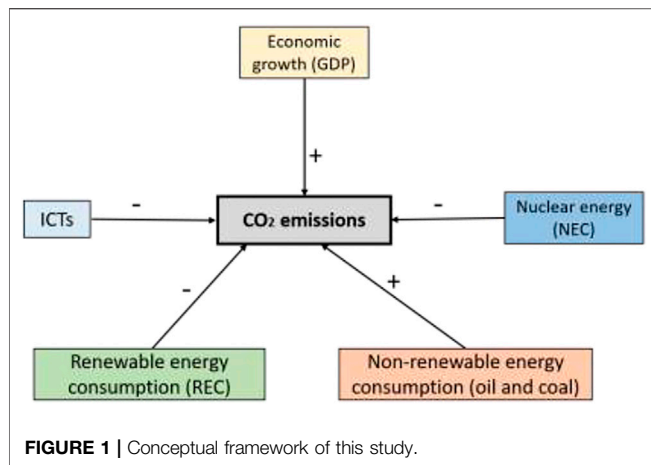 Economic
growth (GDP)
+
ICTs
-
CO₂ emissions
-
Nuclear energy
(NEC)
-
+
Renewable energy
consumption (REC)
Non-renewable energy
consumption (oil and coal)
FIGURE 1 | Conceptual framework of this study.